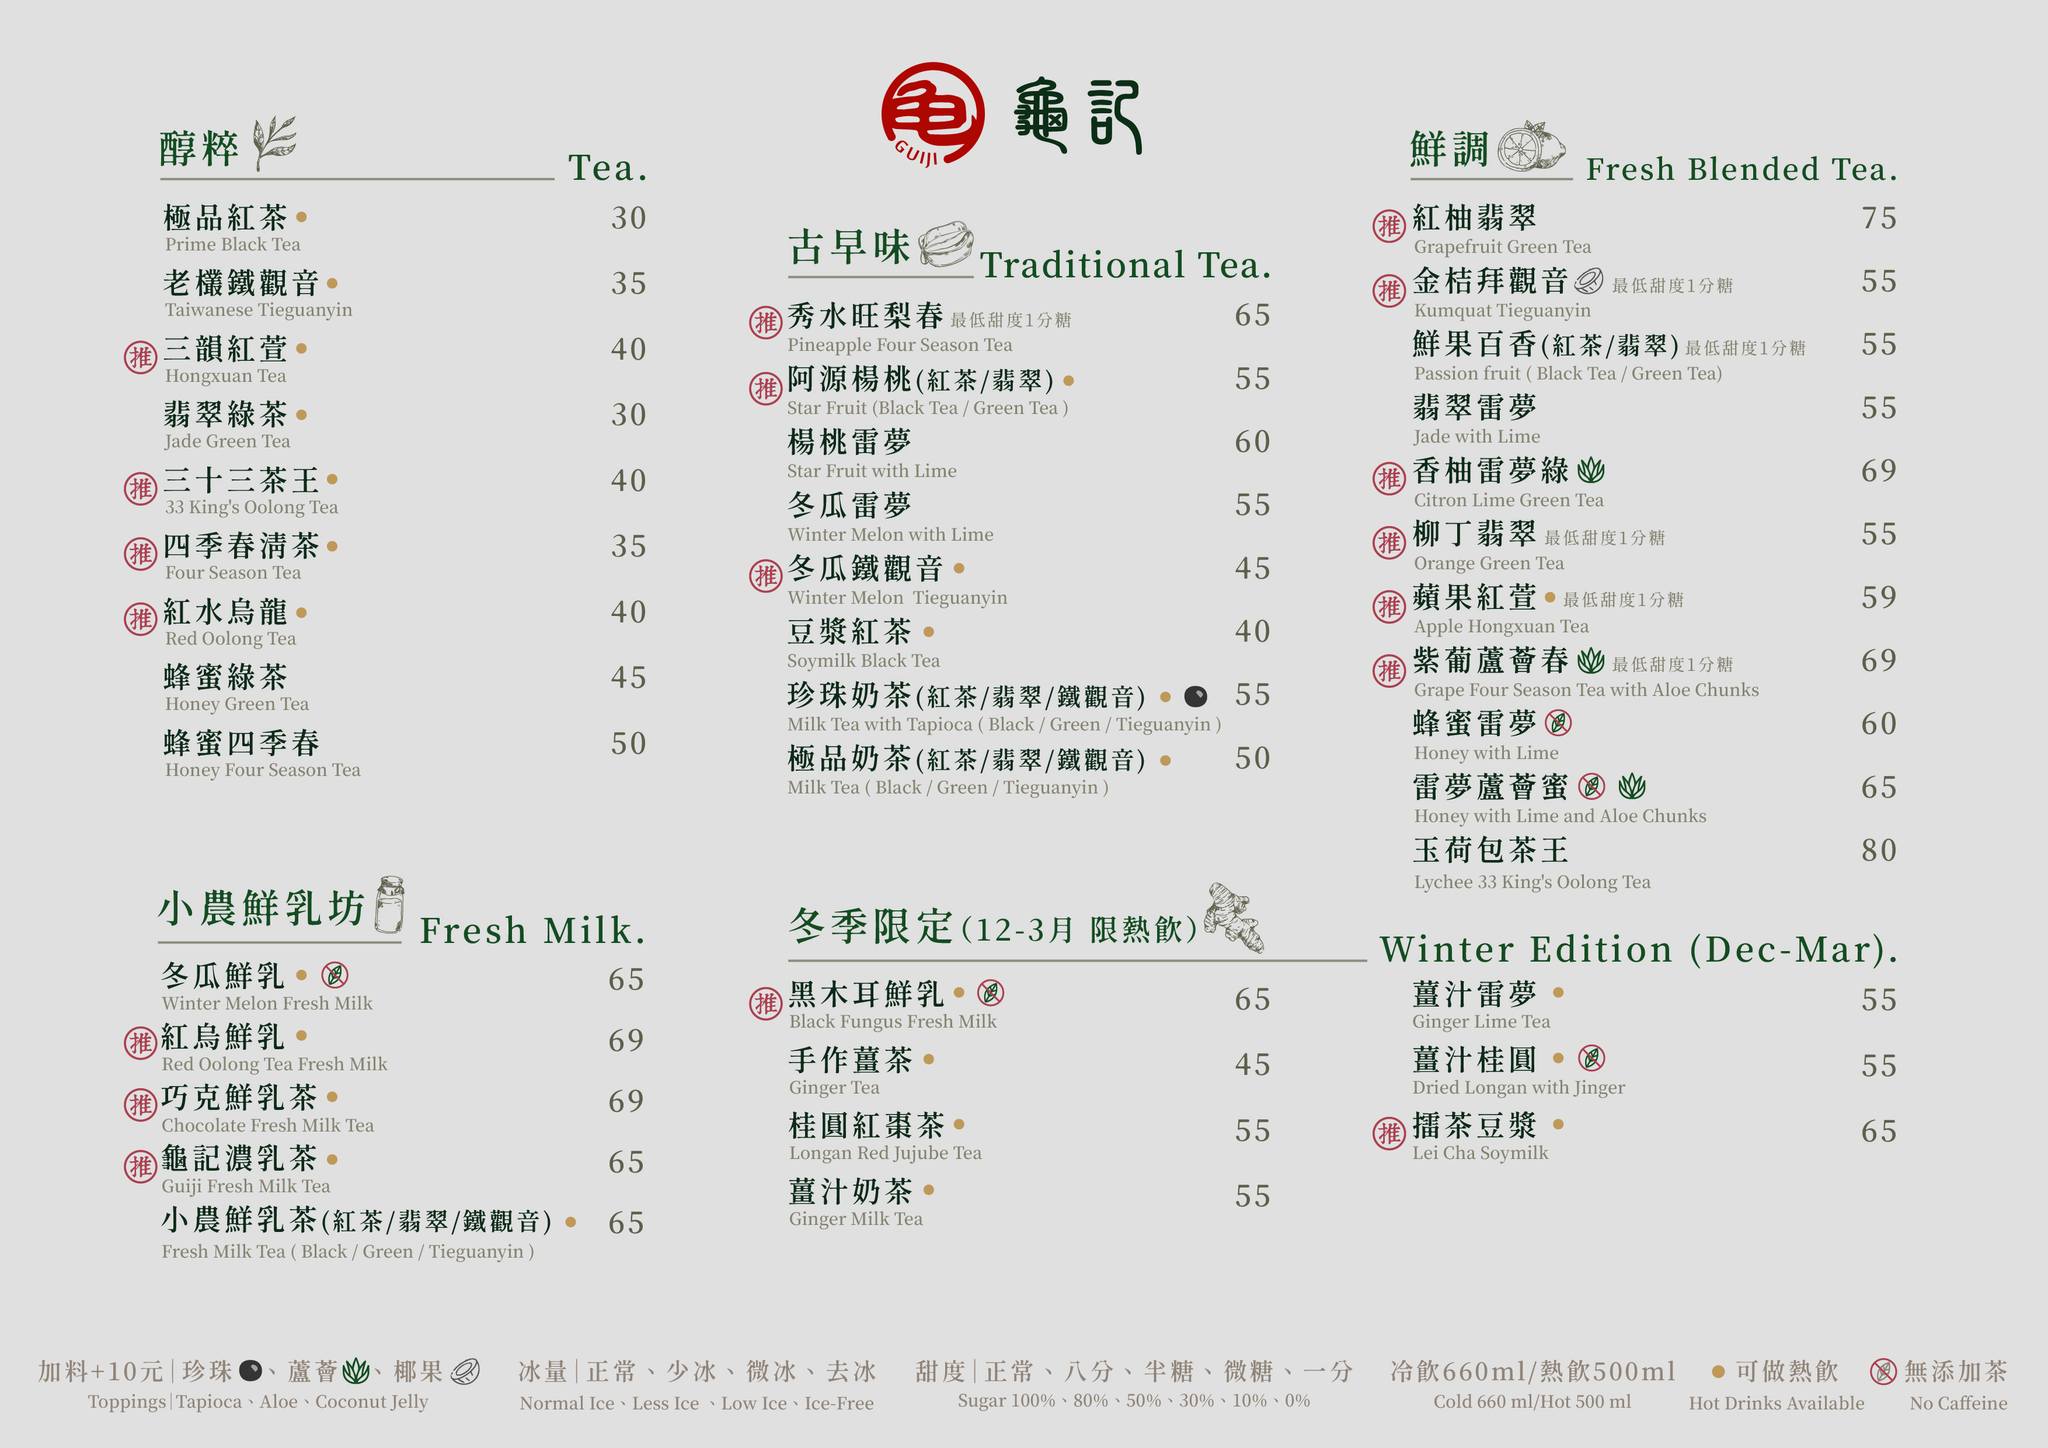 GUIJI
龜記
醇粹 Tea.
極品紅茶 30
Prime Black Tea
老欉鐵觀音 35
Taiwanese Tieguanyin
推 三韻紅萱 40
Hongxuan Tea
翡翠綠茶 30
Jade Green Tea
推 三十三茶王 40
33 King's Oolong Tea
推 四季春清茶 35
Four Season Tea
推 紅水烏龍 40
Red Oolong Tea
蜂蜜綠茶 45
Honey Green Tea
蜂蜜四季春 50
Honey Four Season Tea
小農鮮乳坊 Fresh Milk.
冬瓜鮮乳 65
Winter Melon Fresh Milk
推 紅烏鮮乳 69
Red Oolong Tea Fresh Milk
推 巧克鮮乳茶 69
Chocolate Fresh Milk Tea
推 龜記濃乳茶 65
Guiji Fresh Milk Tea
小農鮮乳茶(紅茶/翡翠/鐵觀音) 65
Fresh Milk Tea ( Black / Green / Tieguanyin )
古早味 Traditional Tea.
推 秀水旺梨春 最低甜度1分糖 65
Pineapple Four Season Tea
推 阿源楊桃(紅茶/翡翠) 55
Star Fruit (Black Tea / Green Tea )
楊桃雷夢 60
Star Fruit with Lime
冬瓜雷夢 55
Winter Melon with Lime
推 冬瓜鐵觀音 45
Winter Melon Tieguanyin
豆漿紅茶 40
Soymilk Black Tea
珍珠奶茶(紅茶/翡翠/鐵觀音) 55
Milk Tea with Tapioca ( Black / Green / Tieguanyin )
極品奶茶(紅茶/翡翠/鐵觀音) 50
Milk Tea ( Black / Green / Tieguanyin )
鮮調 Fresh Blended Tea.
推 紅柚翡翠 75
Grapefruit Green Tea
推 金桔拜觀音 最低甜度1分糖 55
Kumquat Tieguanyin
鮮果百香(紅茶/翡翠) 最低甜度1分糖 55
Passion fruit ( Black Tea / Green Tea)
翡翠雷夢 55
Jade with Lime
推 香柚雷夢綠 69
Citron Lime Green Tea
推 柳丁翡翠 最低甜度1分糖 55
Orange Green Tea
推 蘋果紅萱 最低甜度1分糖 59
Apple Hongxuan Tea
推 紫葡蘆薈春 最低甜度1分糖 69
Grape Four Season Tea with Aloe Chunks
蜂蜜雷夢 60
Honey with Lime
雷夢蘆薈蜜 65
Honey with Lime and Aloe Chunks
玉荷包茶王 80
Lychee 33 King's Oolong Tea
冬季限定(12-3月 限熱飲) Winter Edition (Dec-Mar).
推 黑木耳鮮乳 65
Black Fungus Fresh Milk
手作薑茶 45
Ginger Tea
桂圓紅棗茶 55
Longan Red Jujube Tea
薑汁奶茶 55
Ginger Milk Tea
薑汁雷夢 55
Ginger Lime Tea
薑汁桂圓 55
Dried Longan with Jinger
推 擂茶豆漿 65
Lei Cha Soymilk
加料+10元|珍珠、蘆薈、椰果
Toppings|Tapioca、Aloe、Coconut Jelly
冰量|正常、少冰、微冰、去冰
Normal Ice、Less Ice 、Low Ice、Ice-Free
甜度|正常、八分、半糖、微糖、一分
Sugar 100%、80%、50%、30%、10%、0%
冷飲660ml/熱飲500ml
Cold 660 ml/Hot 500 ml
可做熱飲
Hot Drinks Available
無添加茶
No Caffeine